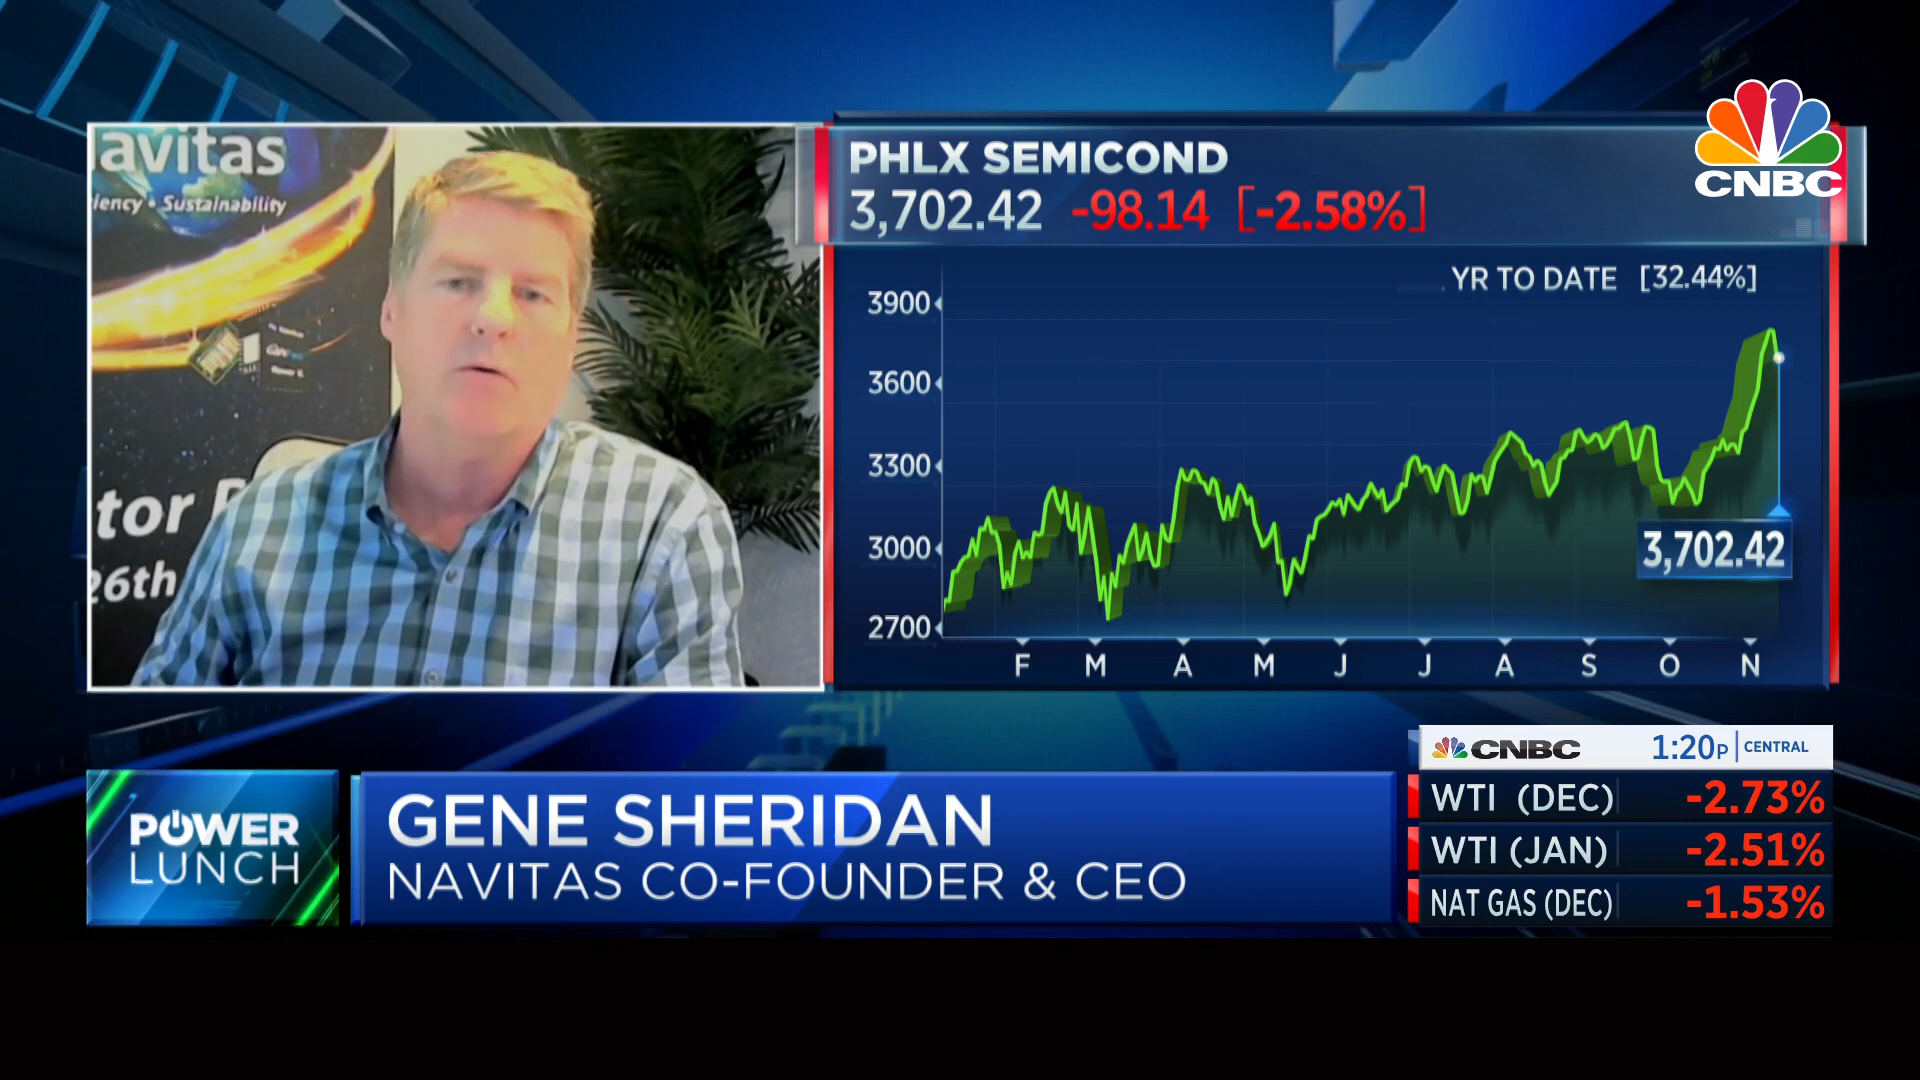 avitas
iency • Sustainability
tor
26th
PHLX SEMICOND
3,702.42 -98.14 [-2.58%]
CNBC
YR TO DATE [32.44%]
3900
3600
3300
3000
2700
3,702.42
F M A M J J A S O N
CNBC 1:20P CENTRAL
WTI (DEC) -2.73%
WTI (JAN) -2.51%
NAT GAS (DEC) -1.53%
POWER
LUNCH
GENE SHERIDAN
NAVITAS CO-FOUNDER & CEO